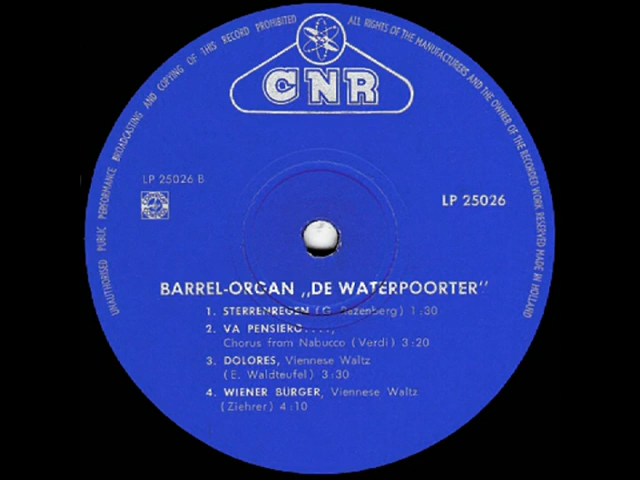 UNAUTHORISED PUBLIC PERFORMANCE BROADCASTING AND COPYING OF THIS RECORD PROHIBITED
ALL RIGHTS OF THE MANUFACTURERS AND THE OWNER OF THE RECORDED WORK RESERVED MADE IN HOLLAND
CNR
LP 25026 B
LP 25026
BARREL-ORGAN „DE WATERPOORTER"
1. STERRENREGEN (G. Rezenberg) 1:30
2. VA PENSIERO....,
Chorus from Nabucco (Verdi) 3:20
3. DOLORES, Viennese Waltz
(E. Waldteufel) 3:30
4. WIENER BÜRGER, Viennese Waltz
(Ziehrer) 4:10